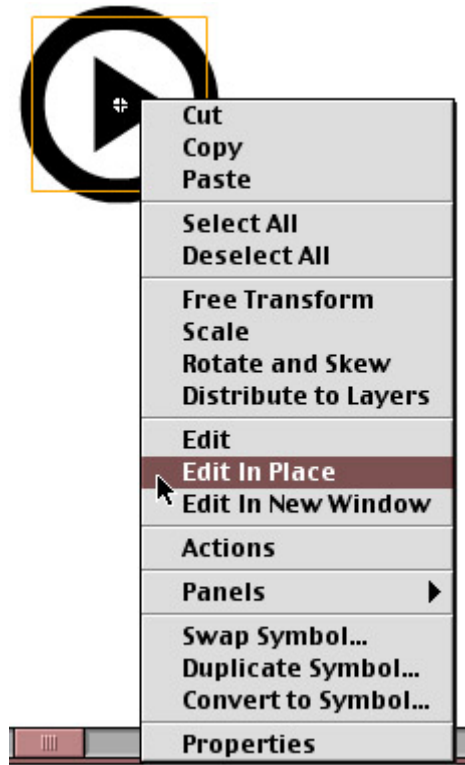 Cut
Copy
Paste
Select All
Deselect All
Free Transform
Scale
Rotate and Skew
Distribute to Layers
Edit
Edit In Place
Edit In New Window
Actions
Panels
Swap Symbol...
Duplicate Symbol...
Convert to Symbol...
Properties